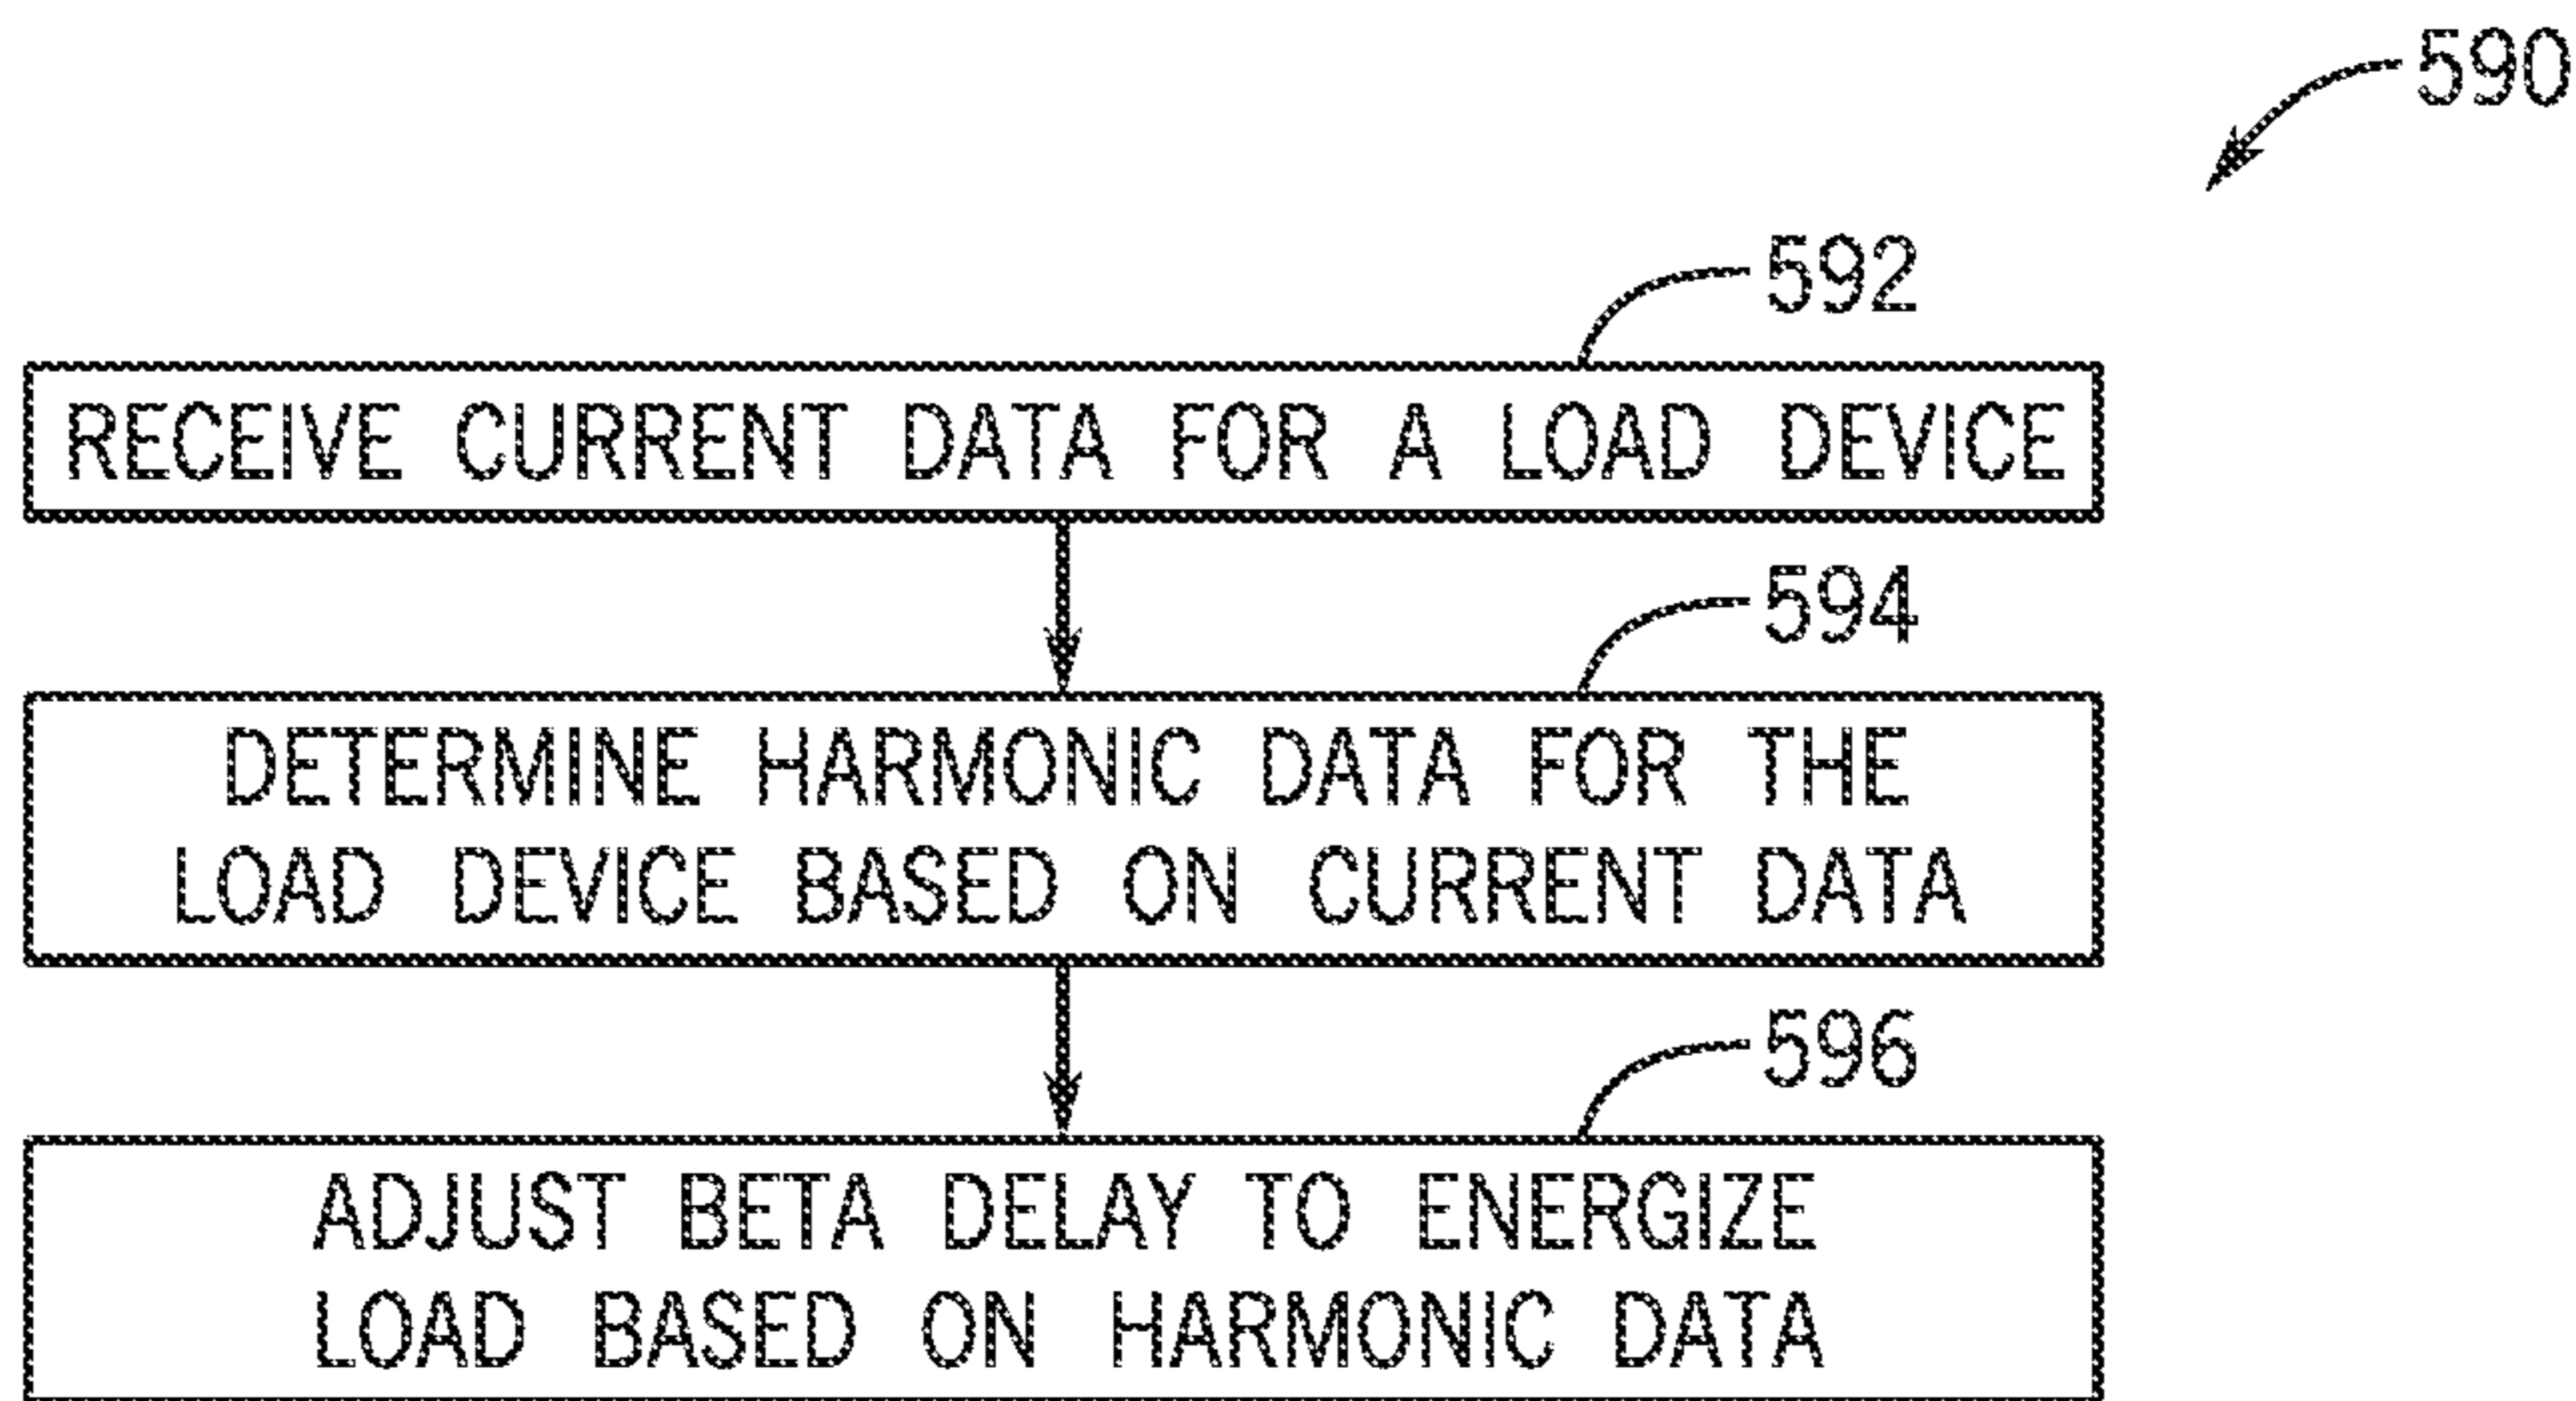 590
592
RECEIVE CURRENT DATA FOR A LOAD DEVICE
594
DETERMINE HARMONIC DATA FOR THE
LOAD DEVICE BASED ON CURRENT DATA
596
ADJUST BETA DELAY TO ENERGIZE
LOAD BASED ON HARMONIC DATA